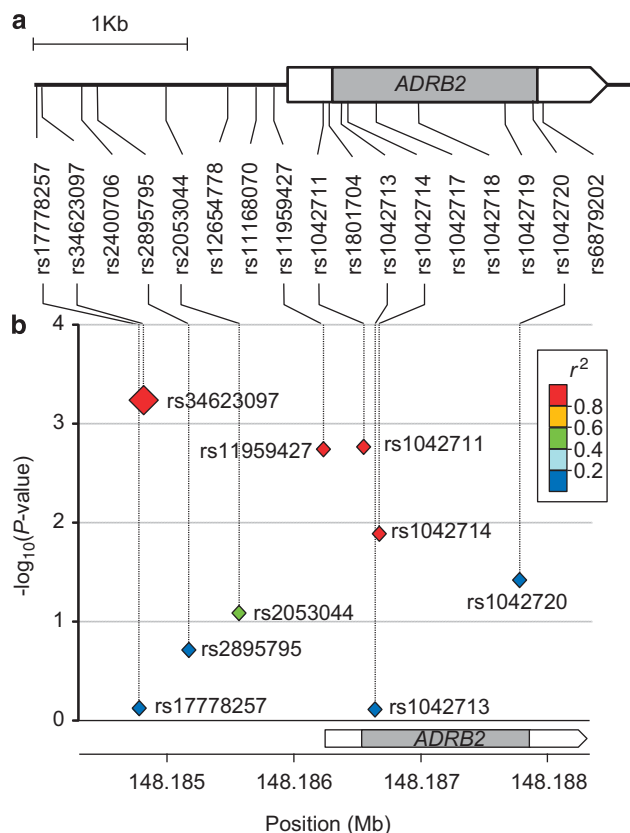 a
1Kb
ADRB2
rs17778257
rs34623097
rs2400706
rs2895795
rs2053044
rs12654778
rs11168070
rs11959427
rs1042711
rs1801704
rs1042713
rs1042714
rs1042717
rs1042718
rs1042719
rs1042720
rs6879202
b
4
3
2
1
0
-log10(P-value)
r2
0.8
0.6
0.4
0.2
rs34623097
rs11959427
rs1042711
rs1042714
rs1042720
rs2053044
rs2895795
rs17778257
rs1042713
ADRB2
148.185
148.186
148.187
148.188
Position (Mb)